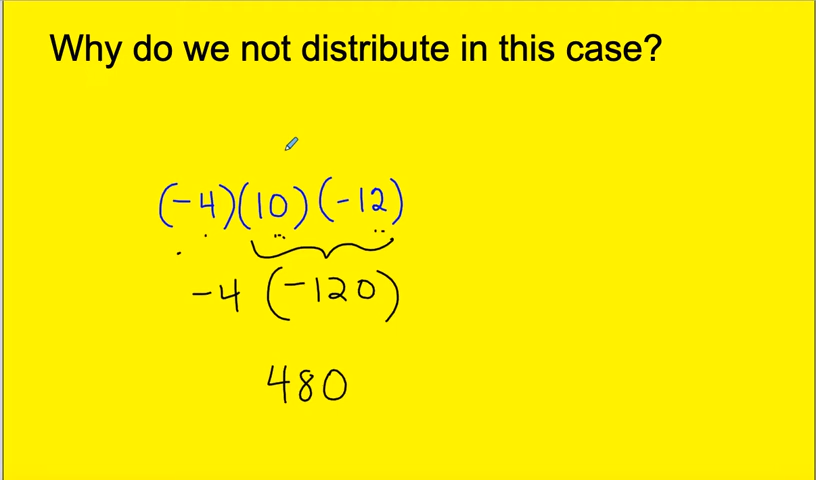 Why do we not distribute in this case?
(-4)(10)(-12)
-4 (-120)
480